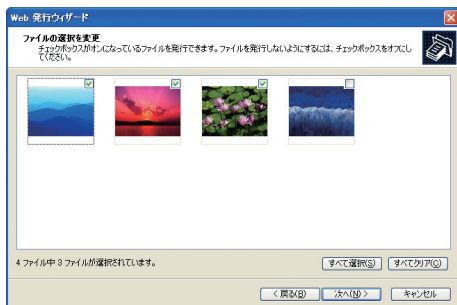 Web 発行ウィザード
ファイルの選択を変更
チェックボックスがオンになっているファイルを発行できます。ファイルを発行しないようにするには、チェックボックスをオフにし
てください。
4 ファイル中 3 ファイルが選択されています。
すべて選択(S) すべてクリア(C)
< 戻る(B) 次へ(N) > キャンセル